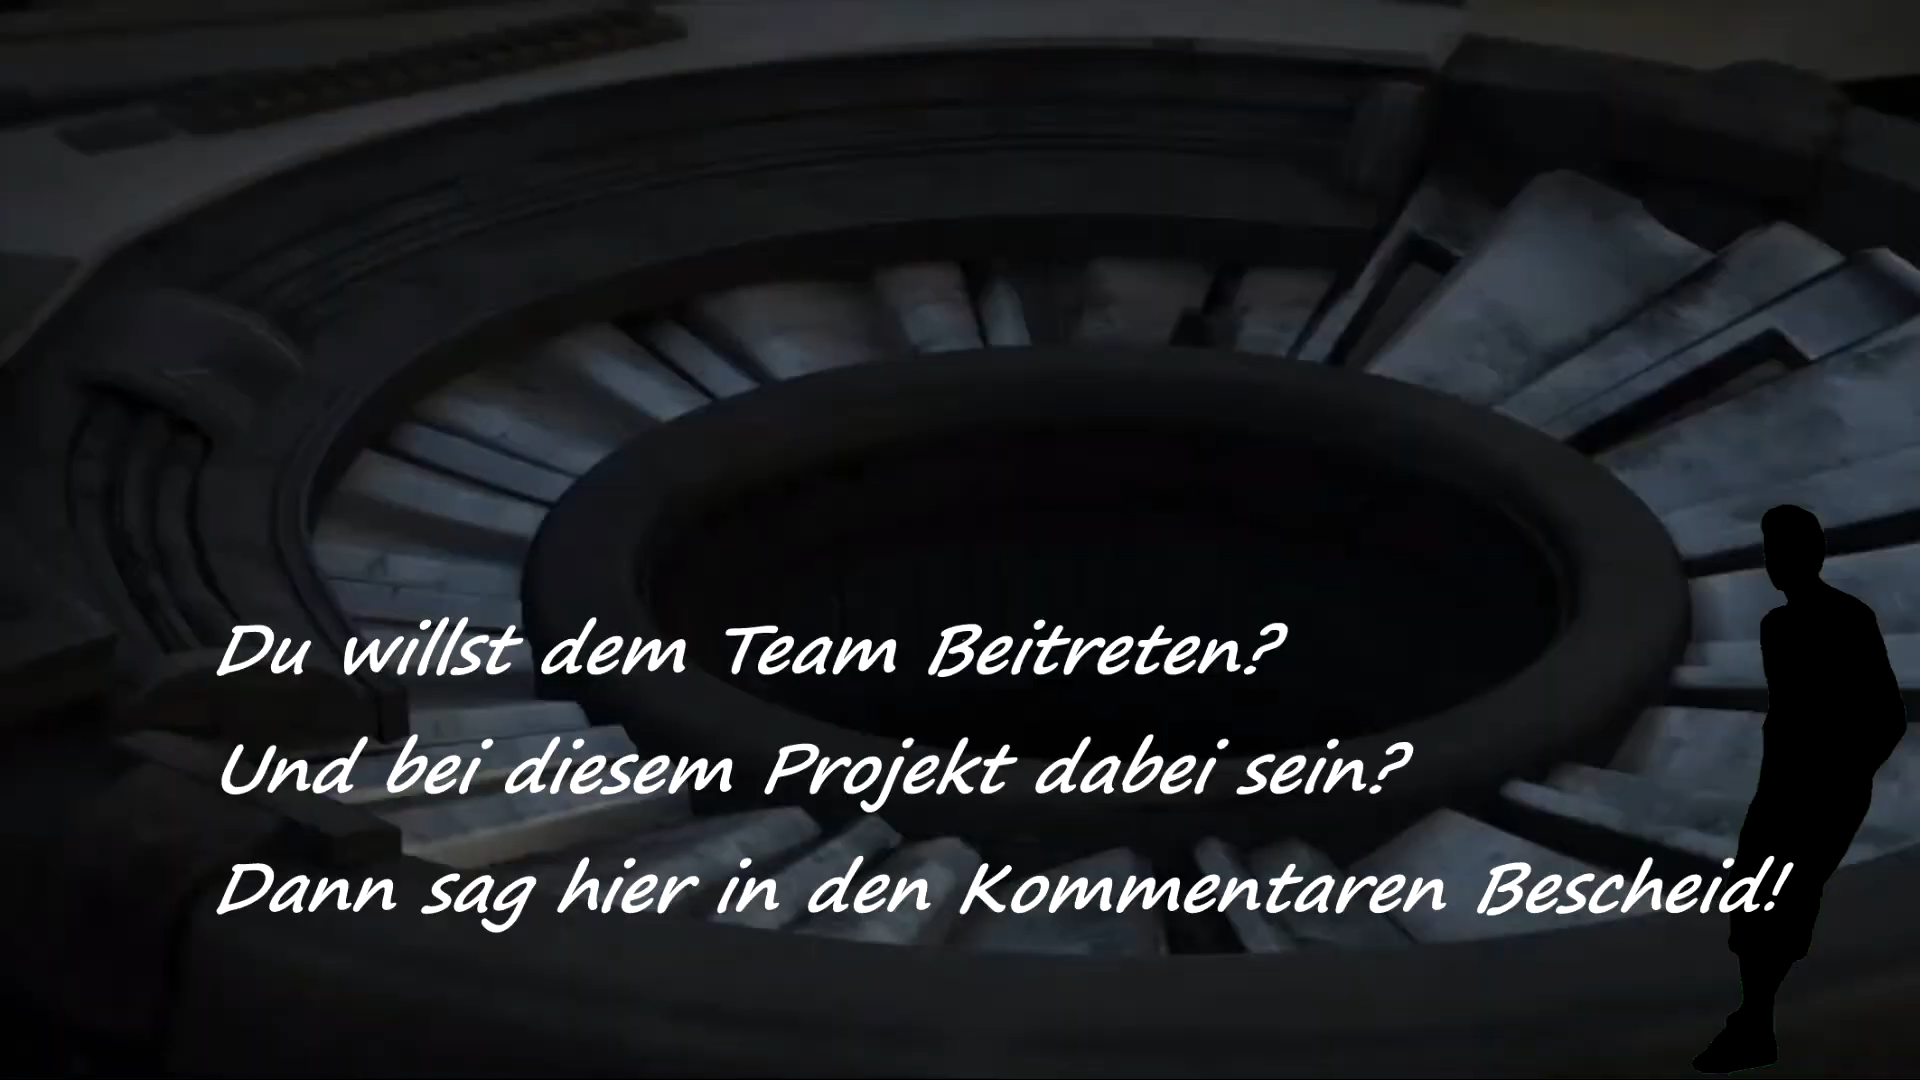 Du willst dem Team Beitreten?
Und bei diesem Projekt dabei sein?
Dann sag hier in den Kommentaren Bescheid!